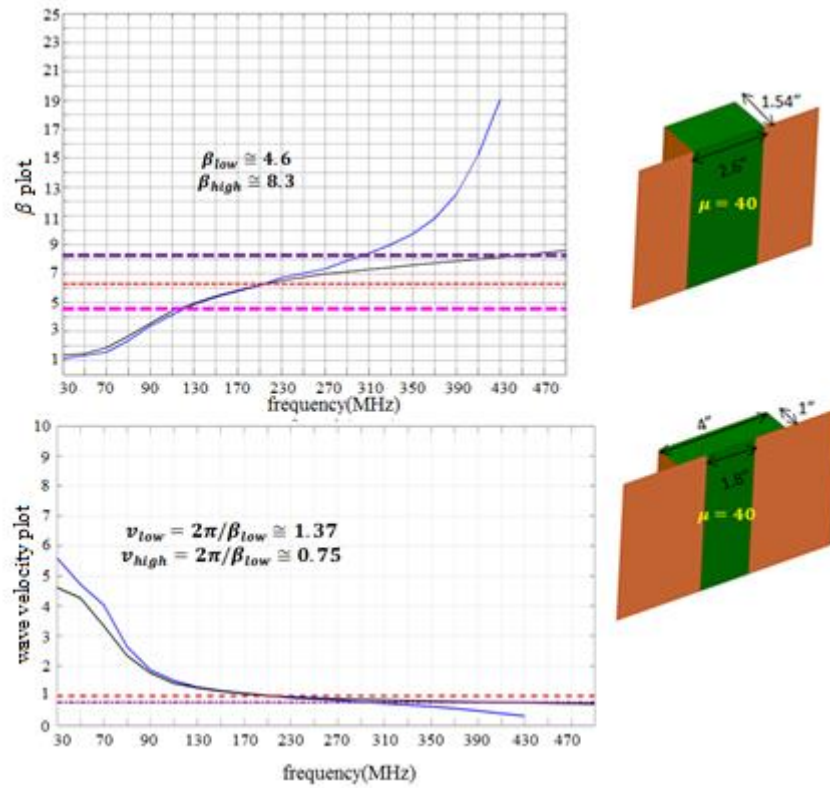 25
23
21
19
17
15
13
11
9
7
5
3
1
β plot
β_low ≅ 4.6
β_high ≅ 8.3
30 70 90 130 170 230 270 310 350 390 430 470
frequency(MHz)
1.54"
2.6"
μ = 40
10
9
8
7
6
5
4
3
2
1
0
wave velocity plot
v_low = 2π/β_low ≅ 1.37
v_high = 2π/β_low ≅ 0.75
30 70 90 130 170 230 270 310 350 390 430 470
frequency(MHz)
4"
1"
1.8"
μ = 40